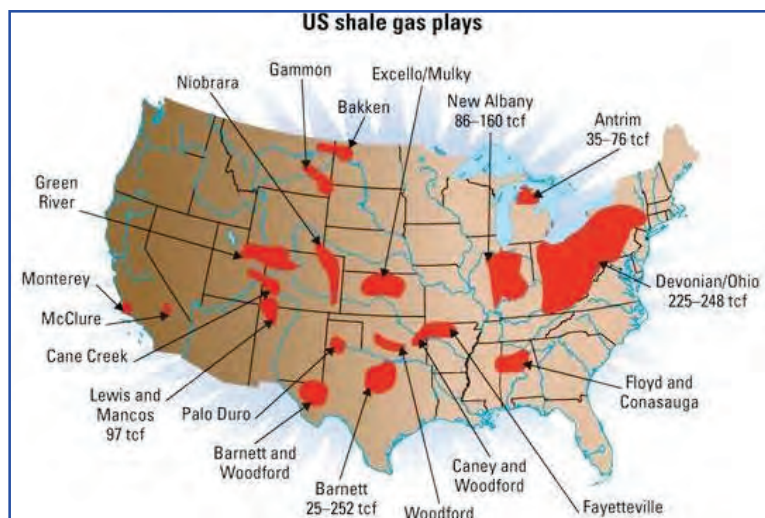 US shale gas plays
Gammon
Excello/Mulky
Niobrara
Bakken
New Albany
86–160 tcf
Antrim
35–76 tcf
Green
River
Monterey
McClure
Cane Creek
Lewis and
Mancos
97 tcf
Palo Duro
Barnett and
Woodford
Barnett
25–252 tcf
Woodford
Caney and
Woodford
Fayetteville
Floyd and
Conasauga
Devonian/Ohio
225–248 tcf